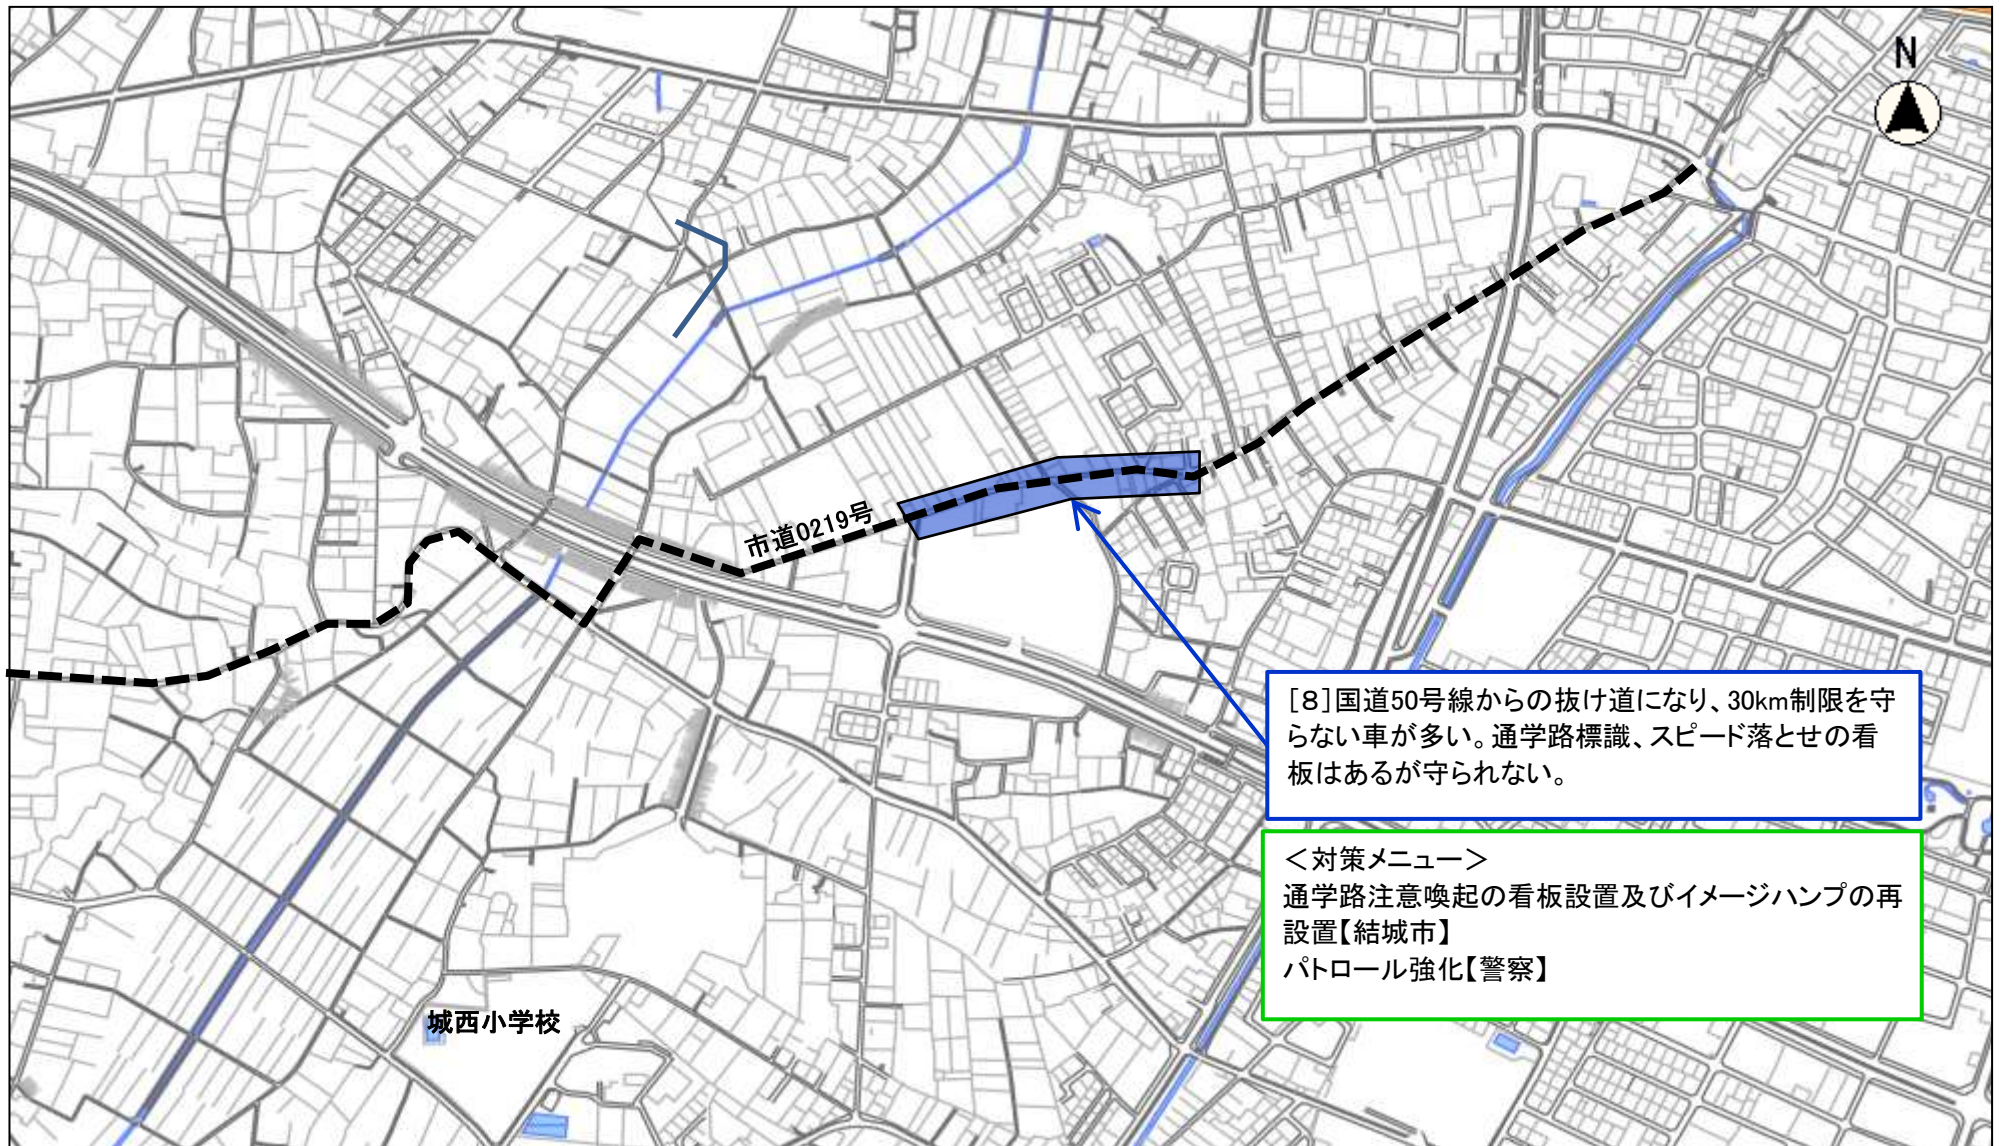 N
市道0219号
[8]国道50号線からの抜け道になり、30km制限を守
らない車が多い。通学路標識、スピード落とせの看
板はあるが守られない。
＜対策メニュー＞
通学路注意喚起の看板設置及びイメージハンプの再
設置【結城市】
パトロール強化【警察】
城西小学校